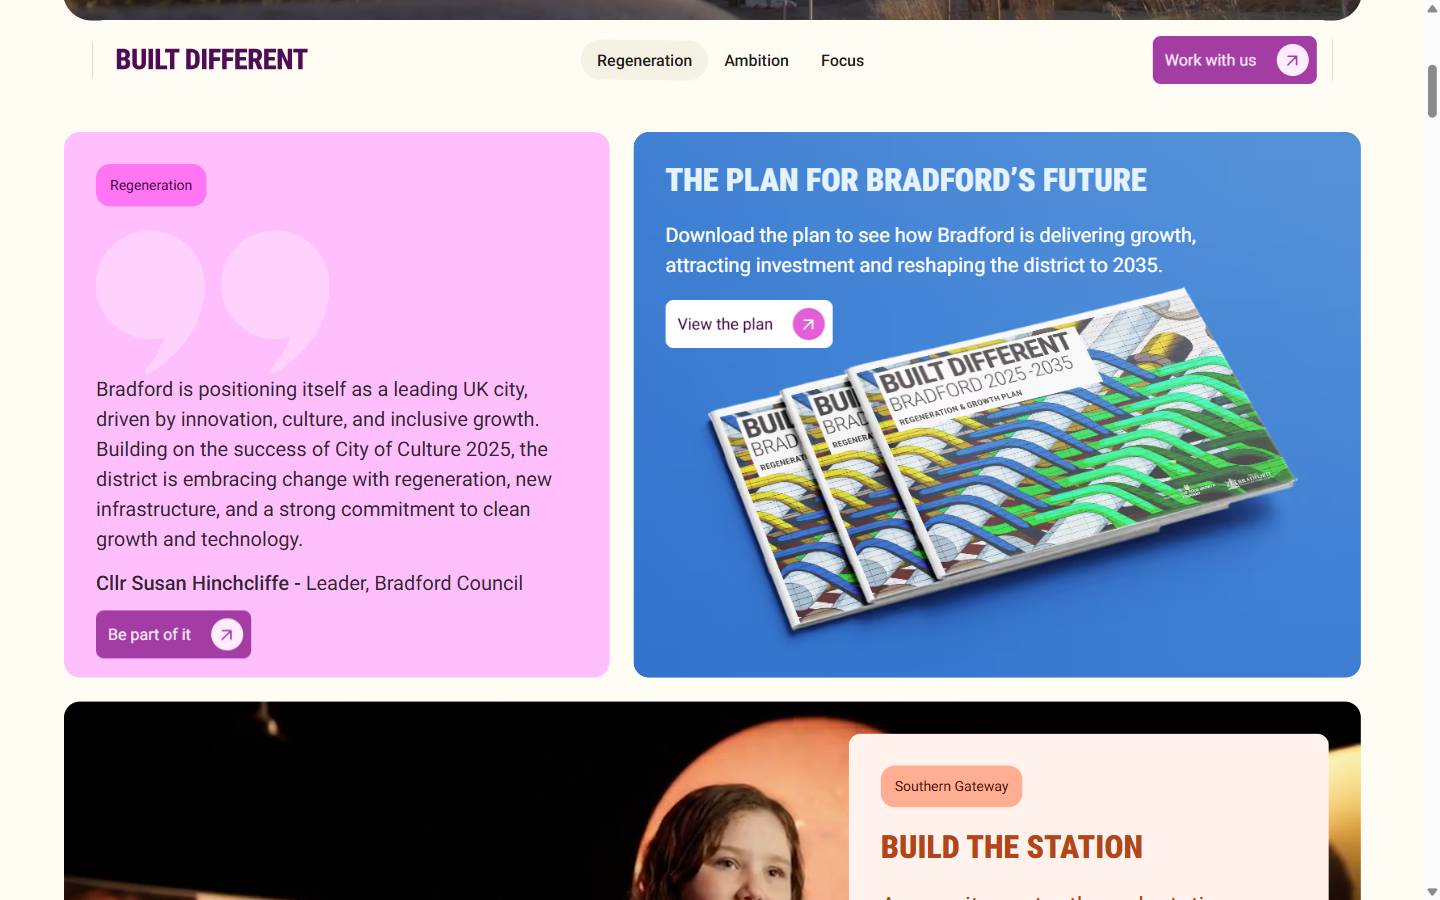 BUILT DIFFERENT
Regeneration
Ambition
Focus
Work with us
Regeneration
Bradford is positioning itself as a leading UK city,
driven by innovation, culture, and inclusive growth.
Building on the success of City of Culture 2025, the
district is embracing change with regeneration, new
infrastructure, and a strong commitment to clean
growth and technology.
Cllr Susan Hinchcliffe - Leader, Bradford Council
Be part of it
THE PLAN FOR BRADFORD’S FUTURE
Download the plan to see how Bradford is delivering growth,
attracting investment and reshaping the district to 2035.
View the plan
BUILT DIFFERENT
BRADFORD 2025-2035
REGENERATION & GROWTH PLAN
Southern Gateway
BUILD THE STATION